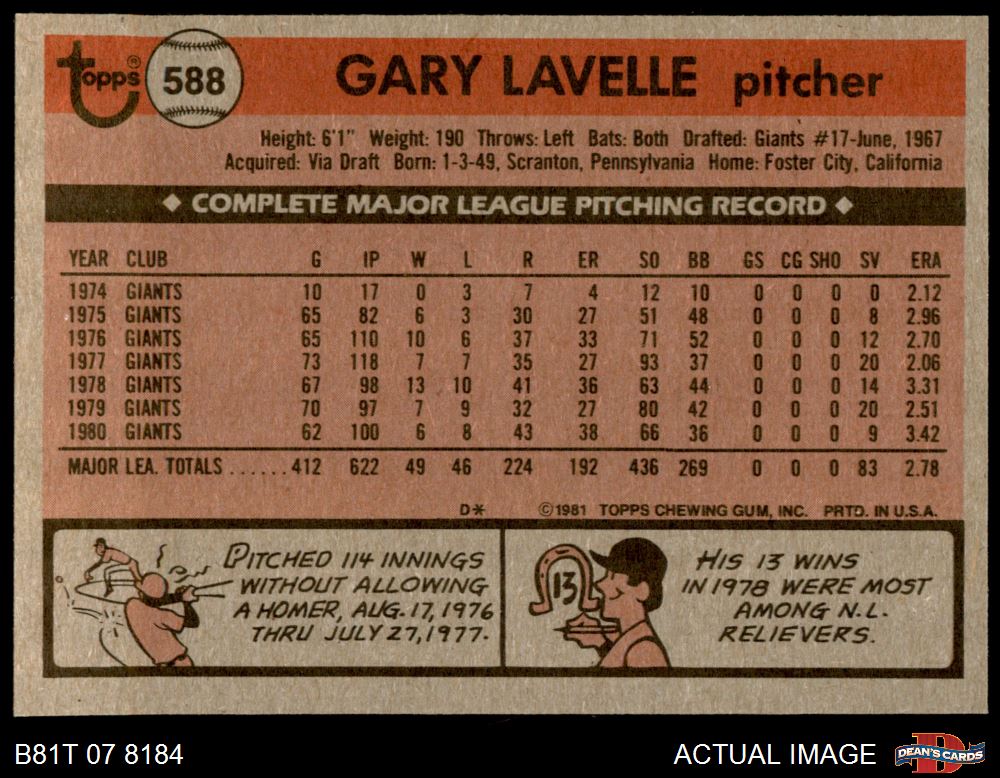 Topps® 588 GARY LAVELLE pitcher
Height: 6'1" Weight: 190 Throws: Left Bats: Both Drafted: Giants #17-June, 1967
Acquired: Via Draft Born: 1-3-49, Scranton, Pennsylvania Home: Foster City, California
◆ COMPLETE MAJOR LEAGUE PITCHING RECORD ◆
YEAR CLUB G IP W L R ER SO BB GS CG SHO SV ERA
1974 GIANTS 10 17 0 3 7 4 12 10 0 0 0 0 2.12
1975 GIANTS 65 82 6 3 30 27 51 48 0 0 0 8 2.96
1976 GIANTS 65 110 10 6 37 33 71 52 0 0 0 12 2.70
1977 GIANTS 73 118 7 7 35 27 93 37 0 0 0 20 2.06
1978 GIANTS 67 98 13 10 41 36 63 44 0 0 0 14 3.31
1979 GIANTS 70 97 7 9 32 27 80 42 0 0 0 20 2.51
1980 GIANTS 62 100 6 8 43 38 66 36 0 0 0 9 3.42
MAJOR LEA. TOTALS ......412 622 49 46 224 192 436 269 0 0 0 83 2.78
D* ©1981 TOPPS CHEWING GUM, INC. PRTD. IN U.S.A.
PITCHED 114 INNINGS
WITHOUT ALLOWING
A HOMER, AUG. 17, 1976
THRU JULY 27, 1977.
13
HIS 13 WINS
IN 1978 WERE MOST
AMONG N.L.
RELIEVERS.
B81T 07 8184 ACTUAL IMAGE D DEAN'S CARDS